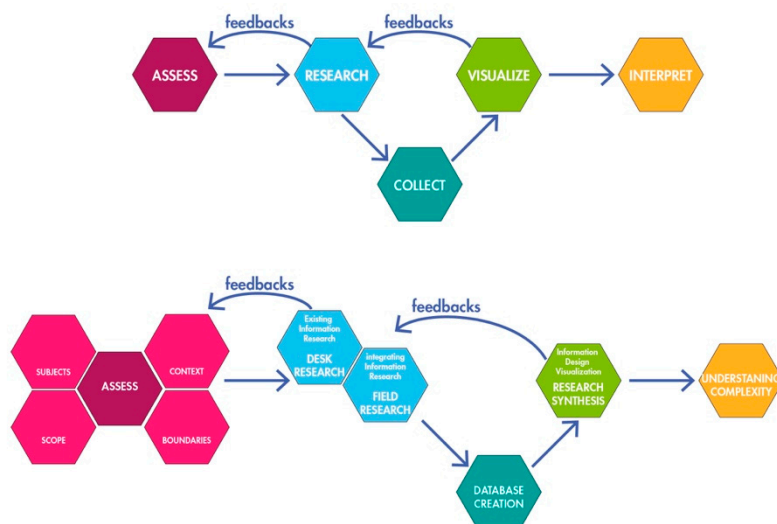 feedbacks
feedbacks
ASSESS
RESEARCH
VISUALIZE
INTERPRET
COLLECT
feedbacks
feedbacks
SUBJECTS
CONTEXT
ASSESS
SCOPE
BOUNDARIES
Existing
Information
Research
DESK
RESEARCH
integrating
Information
Research
FIELD
RESEARCH
Information
Design
Visualization
RESEARCH
SYNTHESIS
UNDERSTANING
COMPLEXITY
DATABASE
CREATION